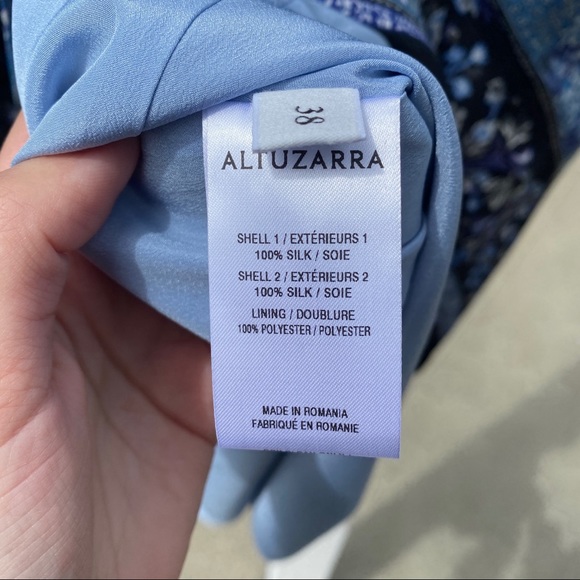 38
ALTUZARRA
SHELL 1 / EXTÉRIEURS 1
100% SILK / SOIE
SHELL 2 / EXTÉRIEURS 2
100% SILK / SOIE
LINING / DOUBLURE
100% POLYESTER / POLYESTER
MADE IN ROMANIA
FABRIQUÉ EN ROMANIE